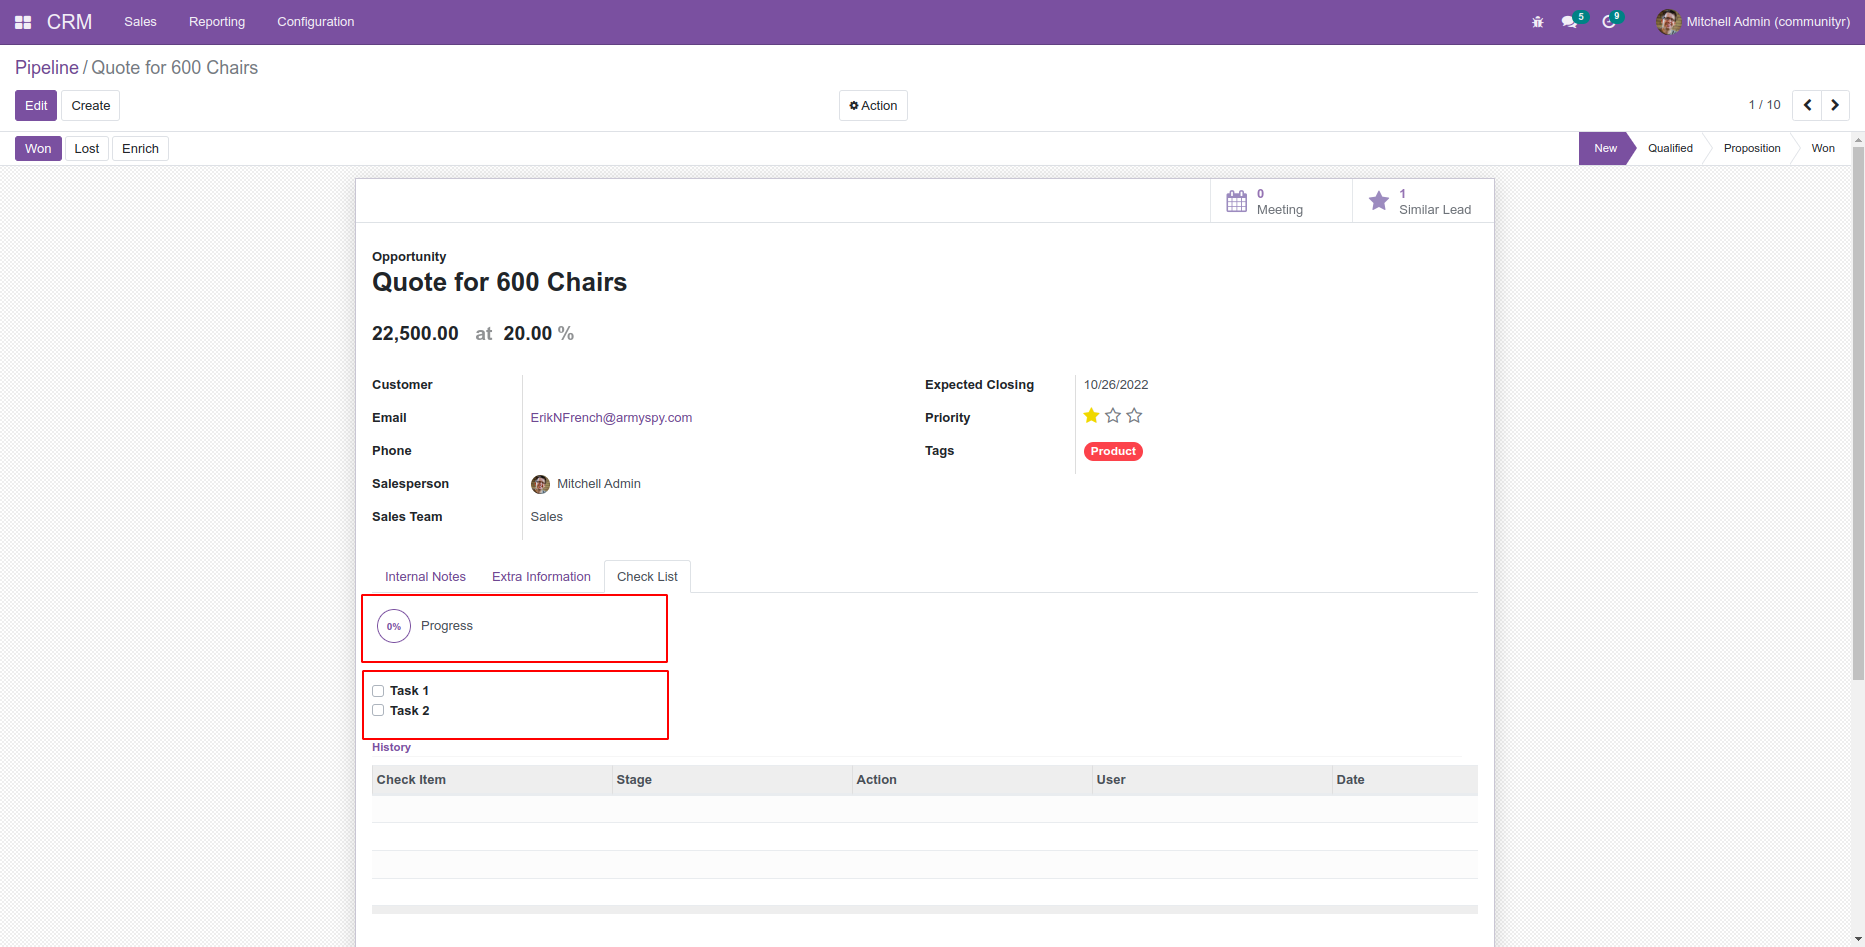 CRM Sales Reporting Configuration 5 9 Mitchell Admin (communityr)
Pipeline / Quote for 600 Chairs
Edit Create Action 1 / 10
Won Lost Enrich New Qualified Proposition Won
0 Meeting
1 Similar Lead
Opportunity
Quote for 600 Chairs
22,500.00 at 20.00 %
Customer
Email ErikNFrench@armyspy.com
Phone
Salesperson Mitchell Admin
Sales Team Sales
Expected Closing 10/26/2022
Priority
Tags Product
Internal Notes Extra Information Check List
0% Progress
Task 1
Task 2
History
Check Item Stage Action User Date